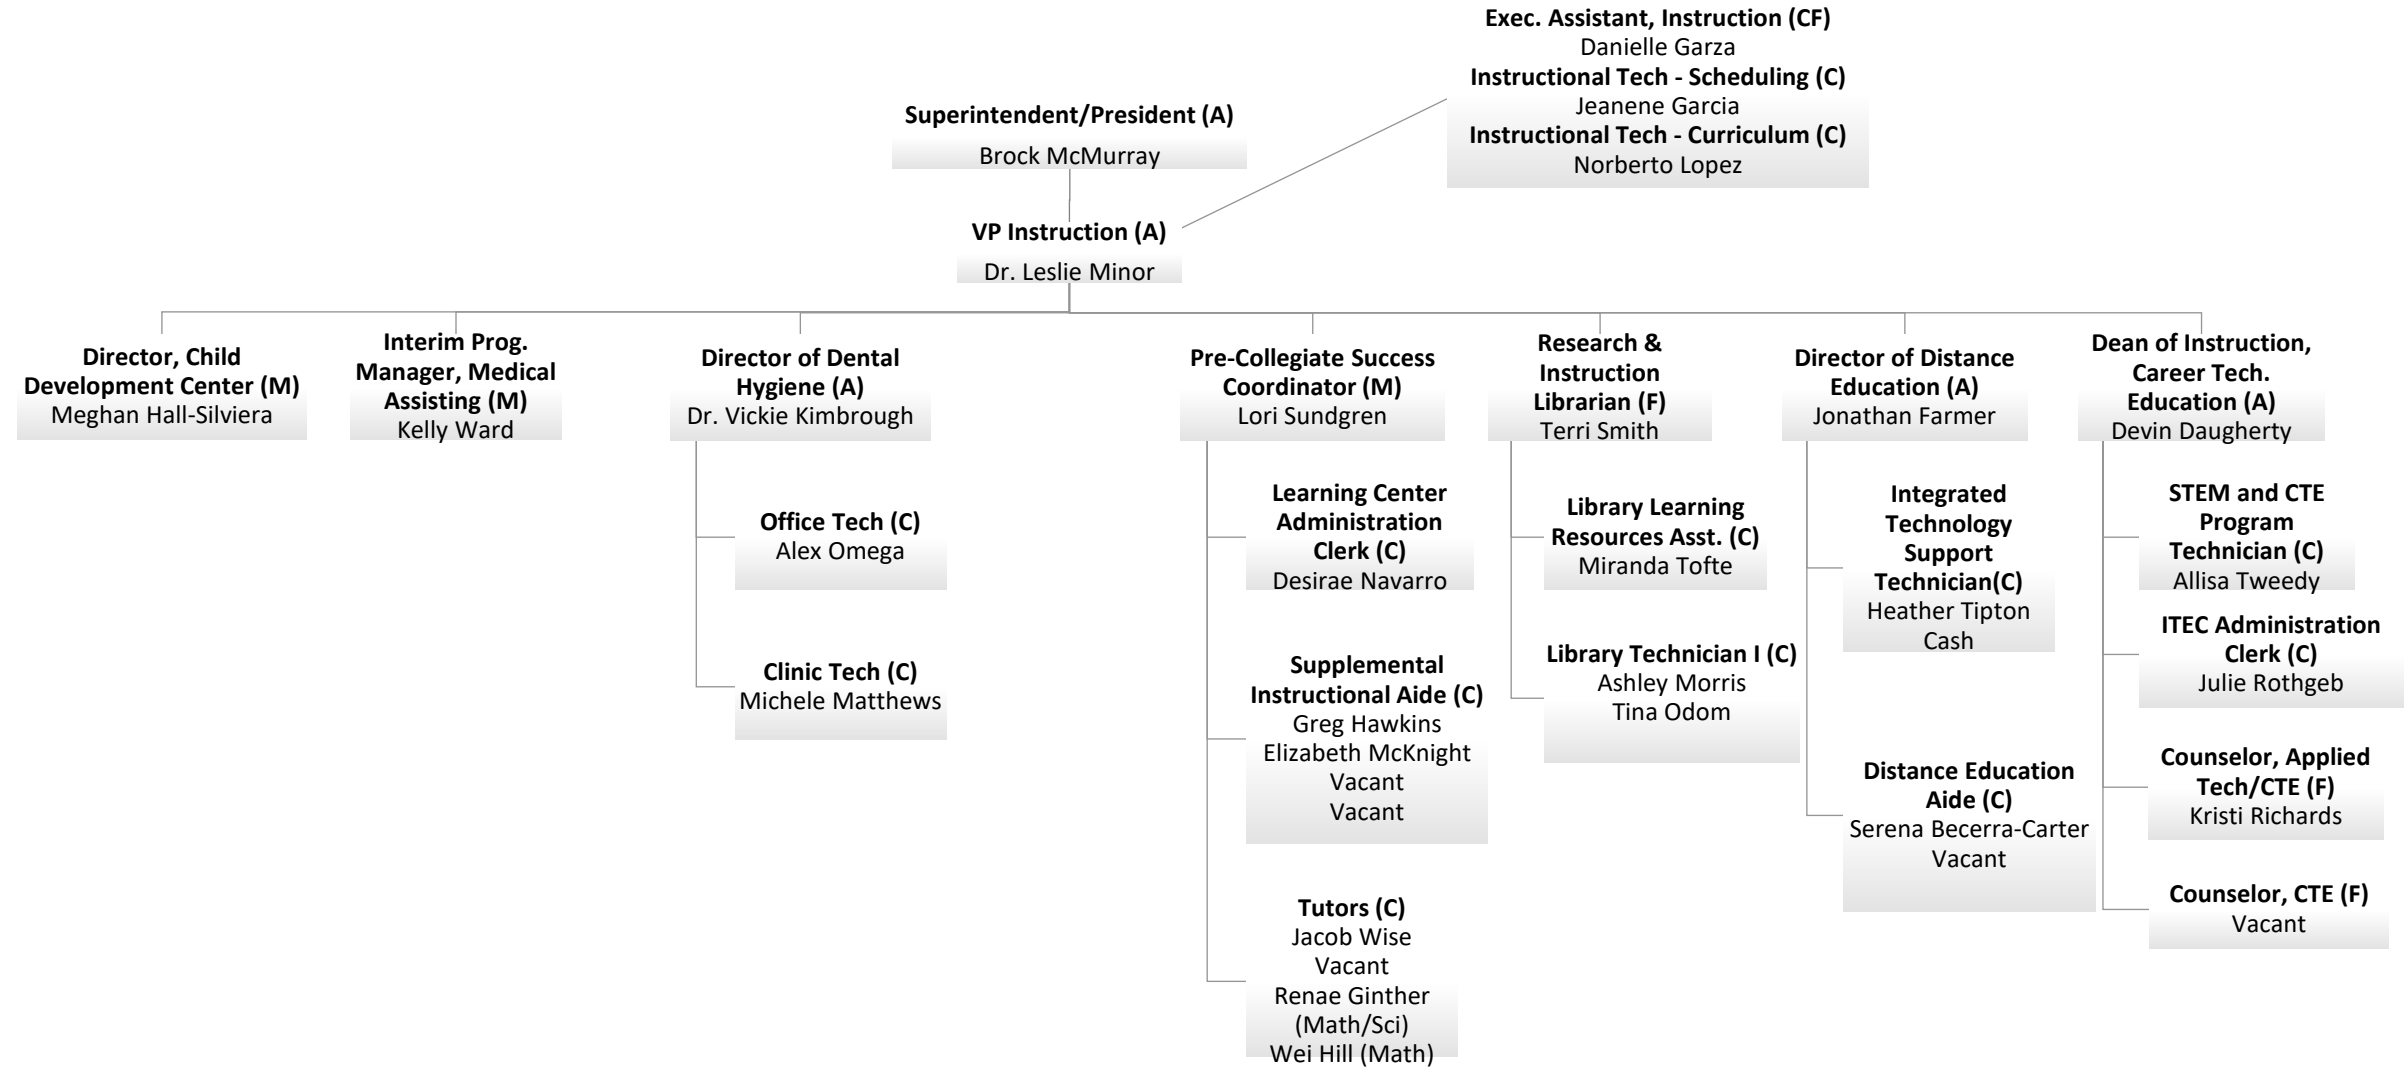 Exec. Assistant, Instruction (CF)
Danielle Garza
Instructional Tech - Scheduling (C)
Jeanene Garcia
Instructional Tech - Curriculum (C)
Norberto Lopez
Superintendent/President (A)
Brock McMurray
VP Instruction (A)
Dr. Leslie Minor
Director, Child
Development Center (M)
Meghan Hall-Silviera
Interim Prog.
Manager, Medical
Assisting (M)
Kelly Ward
Director of Dental
Hygiene (A)
Dr. Vickie Kimbrough
Office Tech (C)
Alex Omega
Clinic Tech (C)
Michele Matthews
Pre-Collegiate Success
Coordinator (M)
Lori Sundgren
Learning Center
Administration
Clerk (C)
Desirae Navarro
Supplemental
Instructional Aide (C)
Greg Hawkins
Elizabeth McKnight
Vacant
Vacant
Tutors (C)
Jacob Wise
Vacant
Renae Ginther
(Math/Sci)
Wei Hill (Math)
Research &
Instruction
Librarian (F)
Terri Smith
Library Learning
Resources Asst. (C)
Miranda Tofte
Library Technician I (C)
Ashley Morris
Tina Odom
Director of Distance
Education (A)
Jonathan Farmer
Integrated
Technology
Support
Technician(C)
Heather Tipton
Cash
Distance Education
Aide (C)
Serena Becerra-Carter
Vacant
Dean of Instruction,
Career Tech.
Education (A)
Devin Daugherty
STEM and CTE
Program
Technician (C)
Allisa Tweedy
ITEC Administration
Clerk (C)
Julie Rothgeb
Counselor, Applied
Tech/CTE (F)
Kristi Richards
Counselor, CTE (F)
Vacant